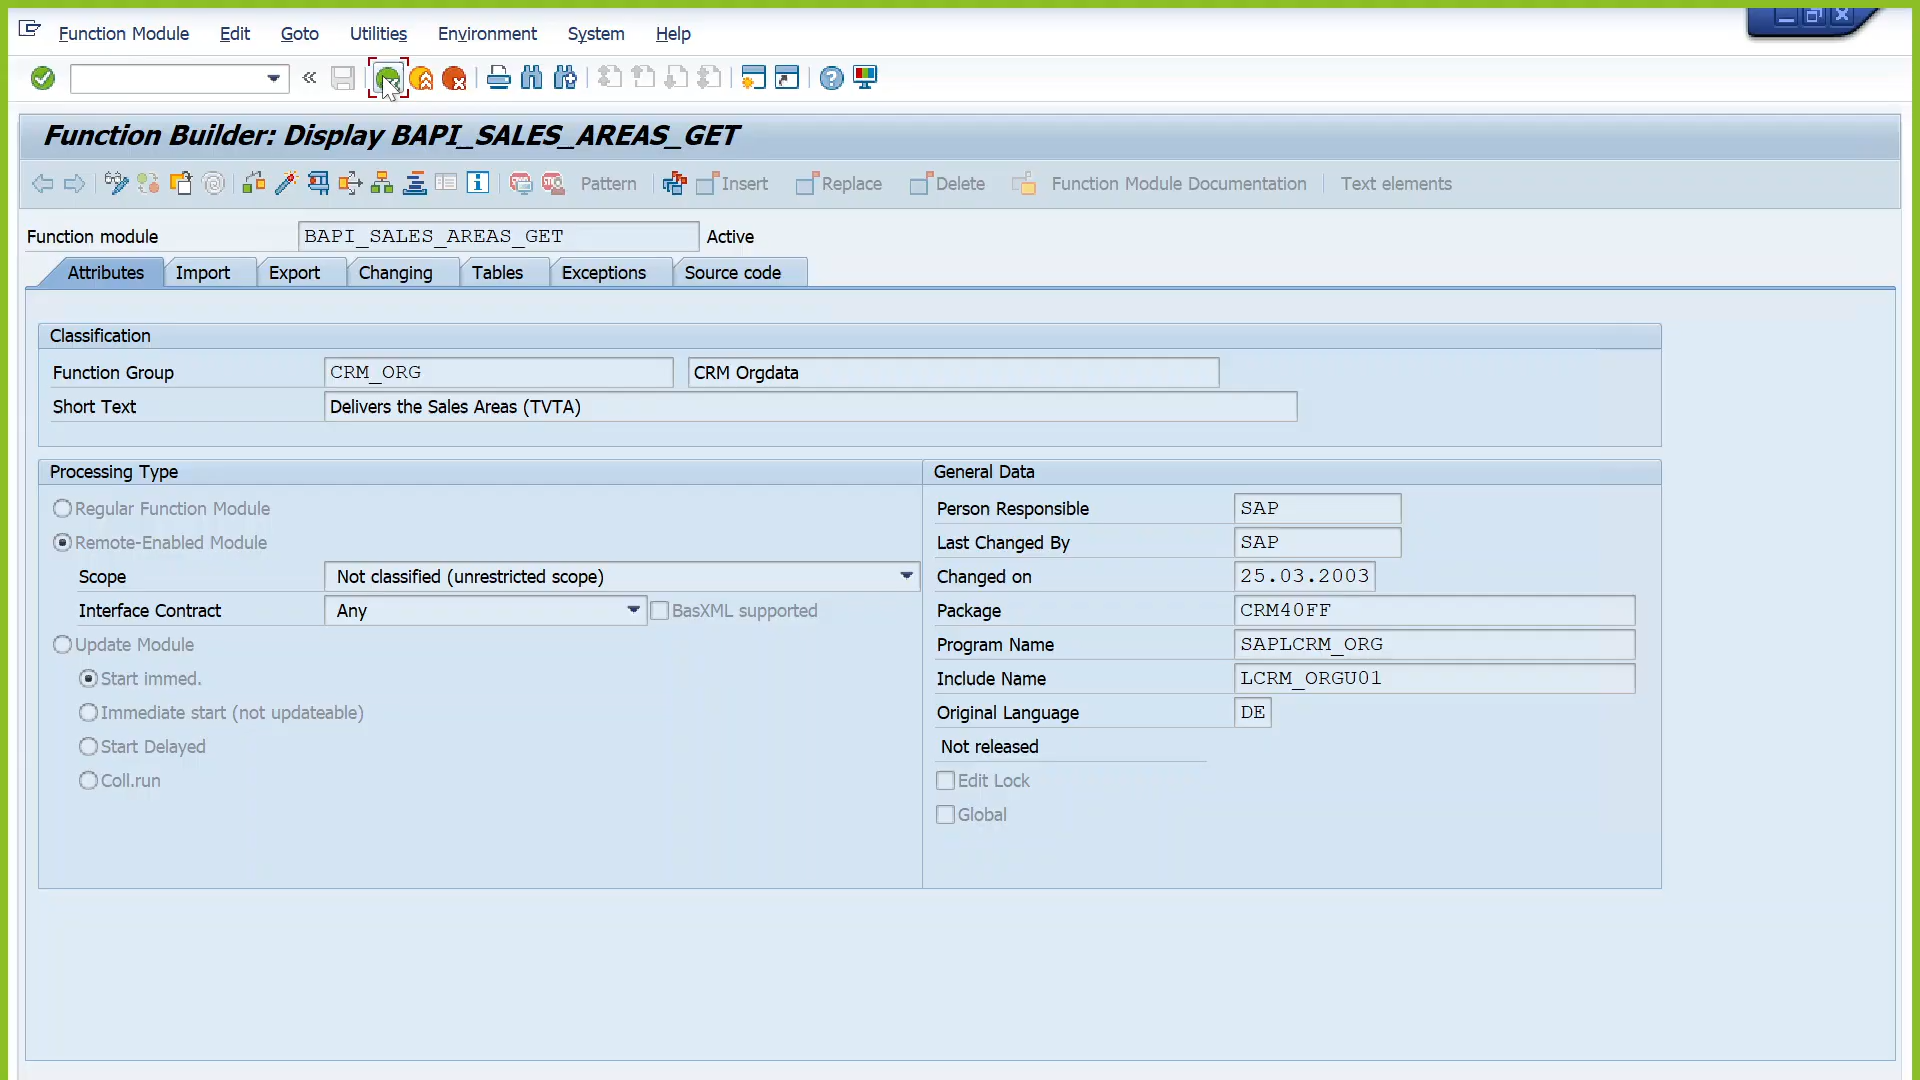 Function Module Edit Goto Utilities Environment System Help
Function Builder: Display BAPI_SALES_AREAS_GET
Pattern Insert Replace Delete Function Module Documentation Text elements
Function module BAPI_SALES_AREAS_GET Active
Attributes Import Export Changing Tables Exceptions Source code
Classification
Function Group CRM_ORG CRM Orgdata
Short Text Delivers the Sales Areas (TVTA)
Processing Type General Data
Regular Function Module Person Responsible SAP
Remote-Enabled Module Last Changed By SAP
Scope Not classified (unrestricted scope) Changed on 25.03.2003
Interface Contract Any BasXML supported Package CRM40FF
Update Module Program Name SAPLCRM_ORG
Start immed. Include Name LCRM_ORGU01
Immediate start (not updateable) Original Language DE
Start Delayed Not released
Coll.run Edit Lock
Global